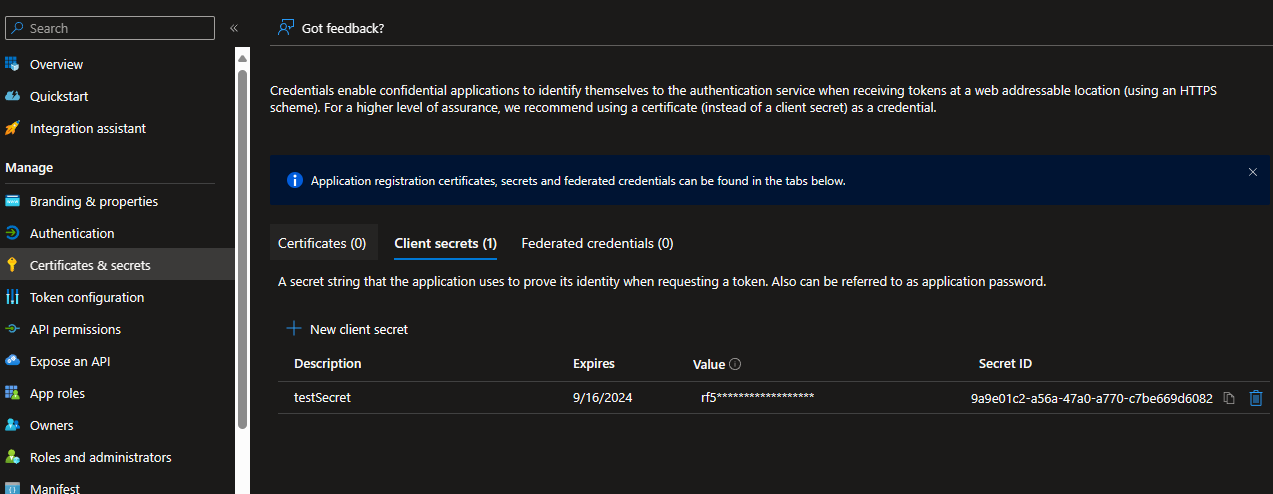 Search
«
Overview
Quickstart
Integration assistant
Manage
Branding & properties
Authentication
Certificates & secrets
Token configuration
API permissions
Expose an API
App roles
Owners
Roles and administrators
Manifest
Got feedback?
Credentials enable confidential applications to identify themselves to the authentication service when receiving tokens at a web addressable location (using an HTTPS
scheme). For a higher level of assurance, we recommend using a certificate (instead of a client secret) as a credential.
Application registration certificates, secrets and federated credentials can be found in the tabs below.
Certificates (0) Client secrets (1) Federated credentials (0)
A secret string that the application uses to prove its identity when requesting a token. Also can be referred to as application password.
New client secret
Description Expires Value Secret ID
testSecret 9/16/2024 rf5****************** 9a9e01c2-a56a-47a0-a770-c7be669d6082